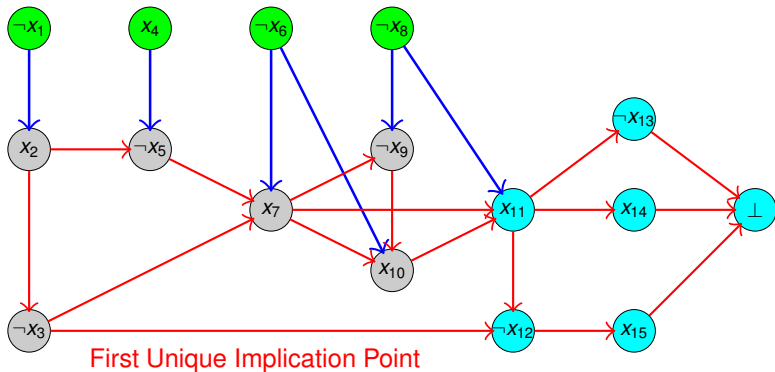 ¬x₁ x₄ ¬x₆ ¬x₈
¬x₁₃
x₂ ¬x₅ ¬x₉
x₇ x₁₁ x₁₄ ⊥
x₁₀
¬x₃ ¬x₁₂ x₁₅
First Unique Implication Point